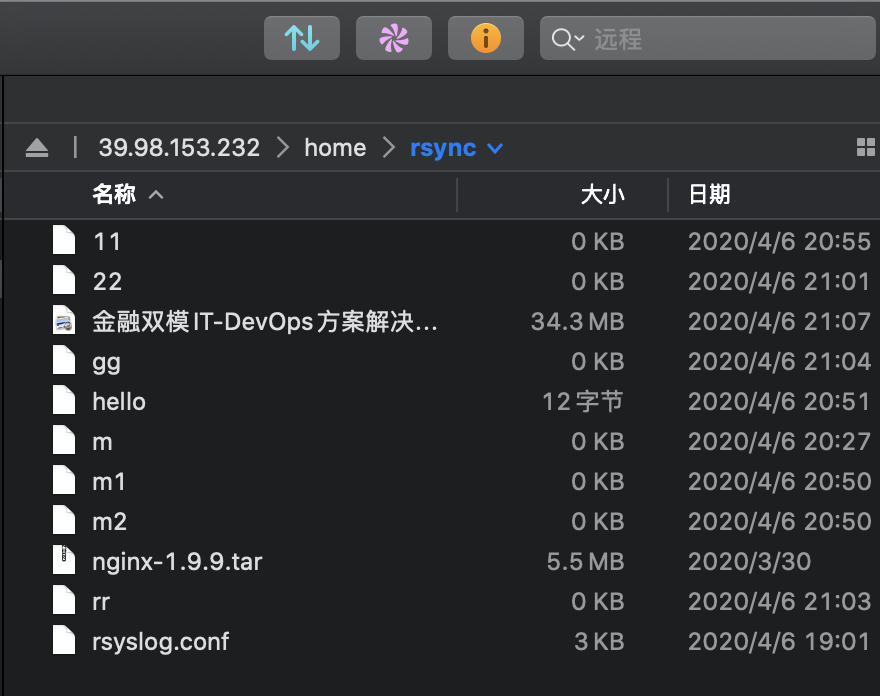 远程
39.98.153.232 home rsync
名称 大小 日期
11 0 KB 2020/4/6 20:55
22 0 KB 2020/4/6 21:01
金融双模IT-DevOps方案解决... 34.3 MB 2020/4/6 21:07
gg 0 KB 2020/4/6 21:04
hello 12 字节 2020/4/6 20:51
m 0 KB 2020/4/6 20:27
m1 0 KB 2020/4/6 20:50
m2 0 KB 2020/4/6 20:50
nginx-1.9.9.tar 5.5 MB 2020/3/30
rr 0 KB 2020/4/6 21:03
rsyslog.conf 3 KB 2020/4/6 19:01